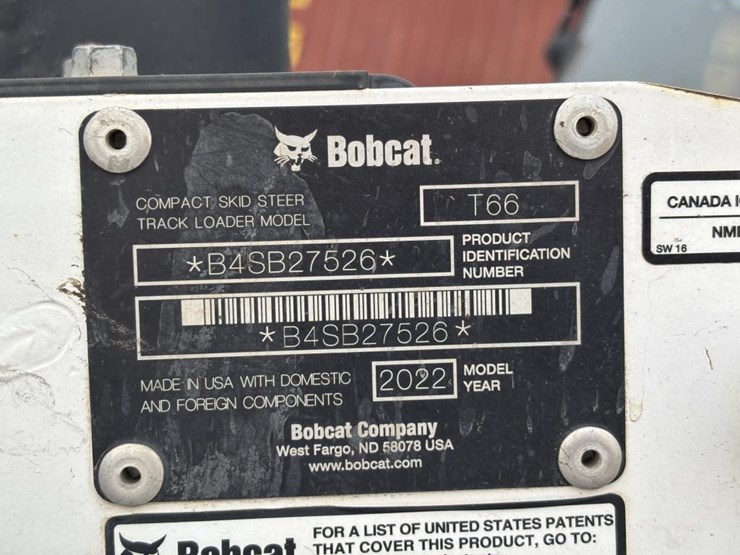 Bobcat.
COMPACT SKID STEER
TRACK LOADER MODEL
T66
*B4SB27526*
PRODUCT
IDENTIFICATION
NUMBER
*B4SB27526*
MADE IN USA WITH DOMESTIC
AND FOREIGN COMPONENTS
2022
MODEL
YEAR
Bobcat Company
West Fargo, ND 58078 USA
www.bobcat.com
CANADA
SW 16
Bobcat
FOR A LIST OF UNITED STATES PATENTS
THAT COVER THIS PRODUCT, GO TO: